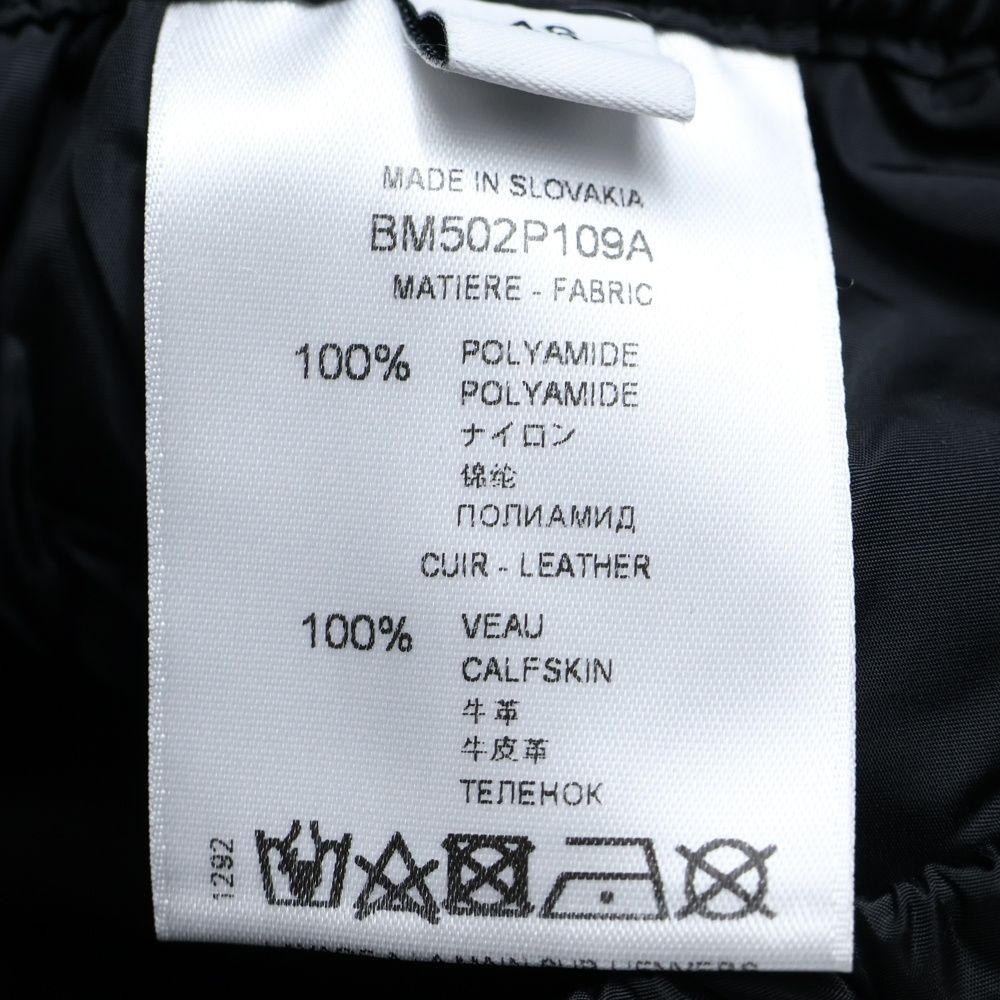 MADE IN SLOVAKIA
BM502P109A
MATIERE - FABRIC
100% POLYAMIDE
POLYAMIDE
ナイロン
锦纶
ПОЛИАМИД
CUIR - LEATHER
100% VEAU
CALFSKIN
牛革
牛皮革
ТЕЛЕНОК
1292